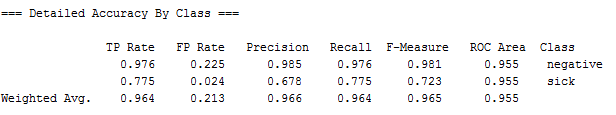 === Detailed Accuracy By Class ===
TP Rate FP Rate Precision Recall F-Measure ROC Area Class
0.976 0.225 0.985 0.976 0.981 0.955 negative
0.775 0.024 0.678 0.775 0.723 0.955 sick
Weighted Avg. 0.964 0.213 0.966 0.964 0.965 0.955